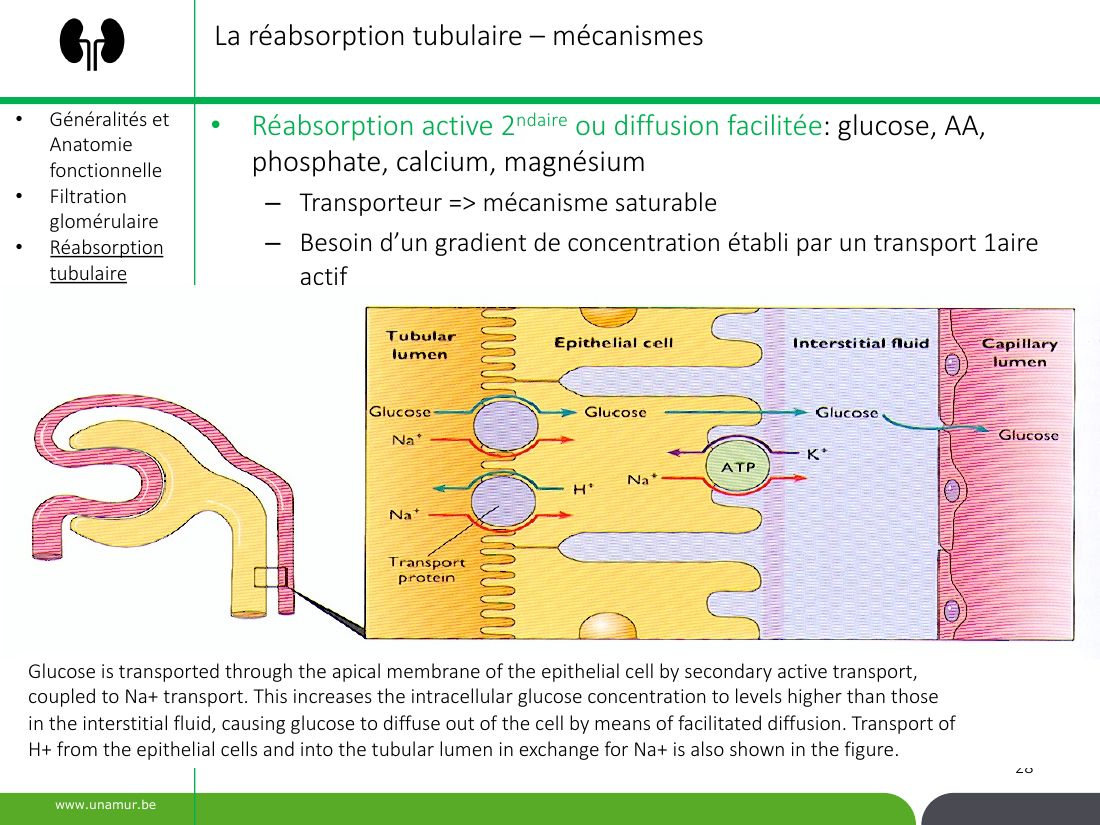 La réabsorption tubulaire – mécanismes
• Généralités et
Anatomie
fonctionnelle
• Filtration
glomérulaire
• Réabsorption
tubulaire
• Réabsorption active 2ndaire ou diffusion facilitée: glucose, AA,
phosphate, calcium, magnésium
– Transporteur => mécanisme saturable
– Besoin d’un gradient de concentration établi par un transport 1aire
actif
Tubular
lumen
Epithelial cell
Interstitial fluid
Capillary
lumen
Glucose
Glucose
Glucose
Glucose
Na+
K+
ATP
Na+
H+
Na+
Transport
protein
Glucose is transported through the apical membrane of the epithelial cell by secondary active transport,
coupled to Na+ transport. This increases the intracellular glucose concentration to levels higher than those
in the interstitial fluid, causing glucose to diffuse out of the cell by means of facilitated diffusion. Transport of
H+ from the epithelial cells and into the tubular lumen in exchange for Na+ is also shown in the figure.
28
www.unamur.be